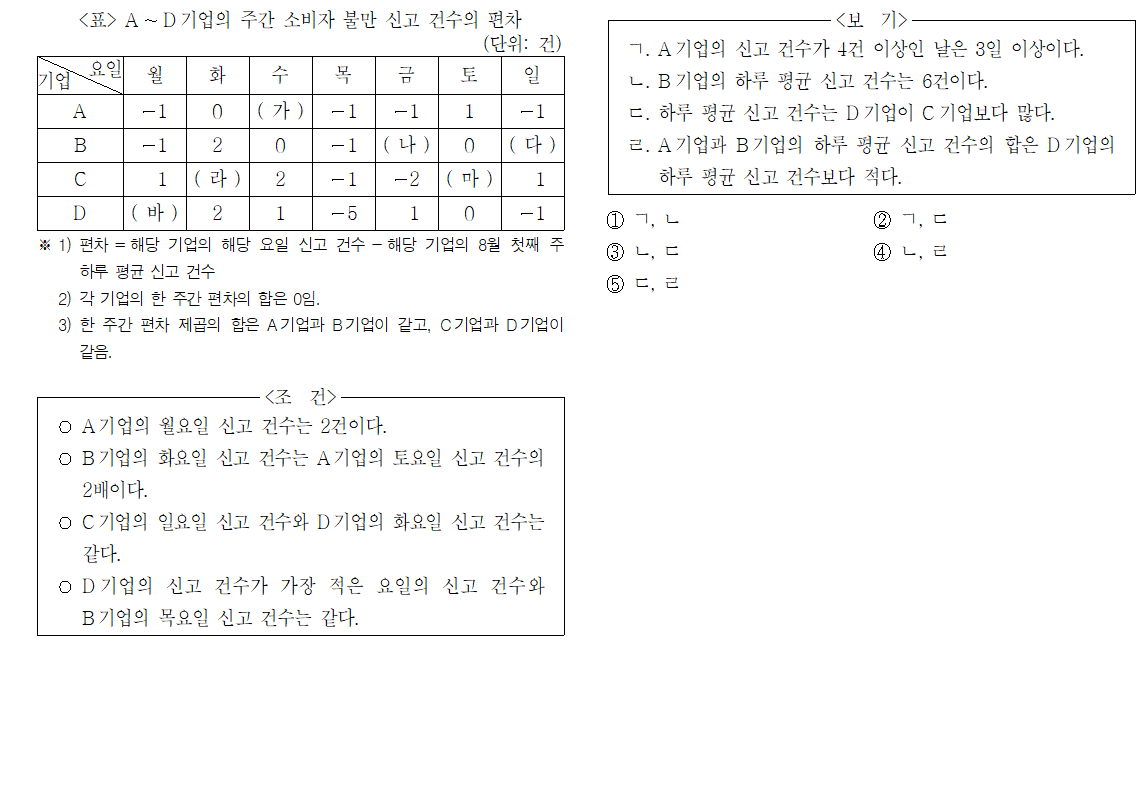 <표> A ~ D기업의 주간 소비자 불만 신고 건수의 편차
(단위: 건)
요일 기업 월 화 수 목 금 토 일
A -1 0 ( 가 ) -1 -1 1 -1
B -1 2 0 -1 ( 나 ) 0 ( 다 )
C 1 ( 라 ) 2 -1 -2 ( 마 ) 1
D ( 바 ) 2 1 -5 1 0 -1
※ 1) 편차 = 해당 기업의 해당 요일 신고 건수 - 해당 기업의 8월 첫째 주
하루 평균 신고 건수
2) 각 기업의 한 주간 편차의 합은 0임.
3) 한 주간 편차 제곱의 합은 A기업과 B기업이 같고, C기업과 D기업이
같음.
<조 건>
○ A기업의 월요일 신고 건수는 2건이다.
○ B기업의 화요일 신고 건수는 A기업의 토요일 신고 건수의
2배이다.
○ C기업의 일요일 신고 건수와 D기업의 화요일 신고 건수는
같다.
○ D기업의 신고 건수가 가장 적은 요일의 신고 건수와
B기업의 목요일 신고 건수는 같다.
<보 기>
ㄱ. A기업의 신고 건수가 4건 이상인 날은 3일 이상이다.
ㄴ. B기업의 하루 평균 신고 건수는 6건이다.
ㄷ. 하루 평균 신고 건수는 D기업이 C기업보다 많다.
ㄹ. A기업과 B기업의 하루 평균 신고 건수의 합은 D기업의
하루 평균 신고 건수보다 적다.
① ㄱ, ㄴ ② ㄱ, ㄷ
③ ㄴ, ㄷ ④ ㄴ, ㄹ
⑤ ㄷ, ㄹ